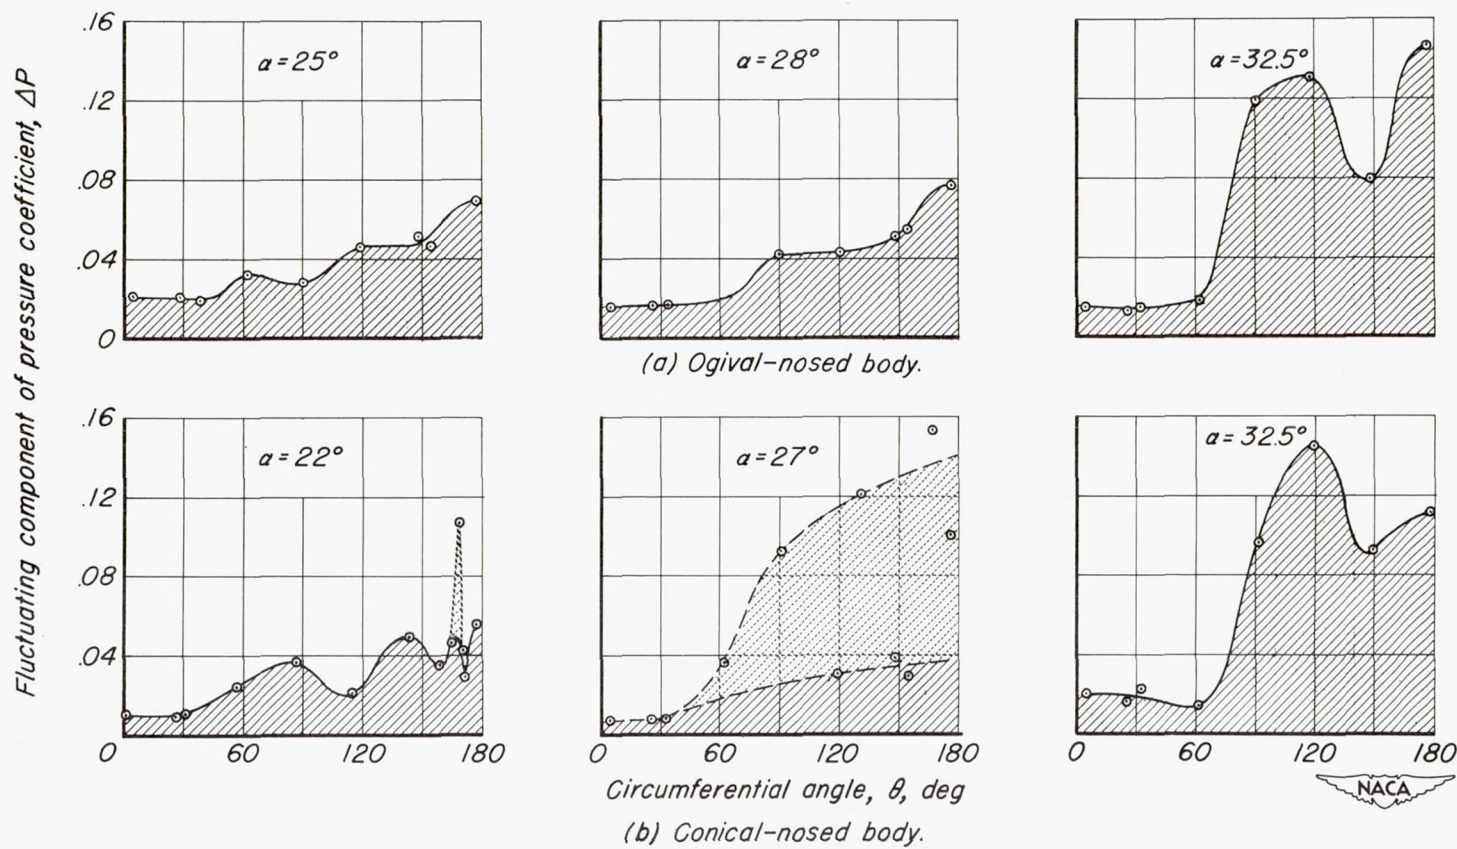 Fluctuating component of pressure coefficient, ΔP
.16
.12
.08
.04
0
α = 25°
α = 28°
α = 32.5°
(a) Ogival-nosed body.
.16
.12
.08
.04
α = 22°
α = 27°
α = 32.5°
0 60 120 180
0 60 120 180
0 60 120 180
Circumferential angle, θ, deg
(b) Conical-nosed body.
NACA